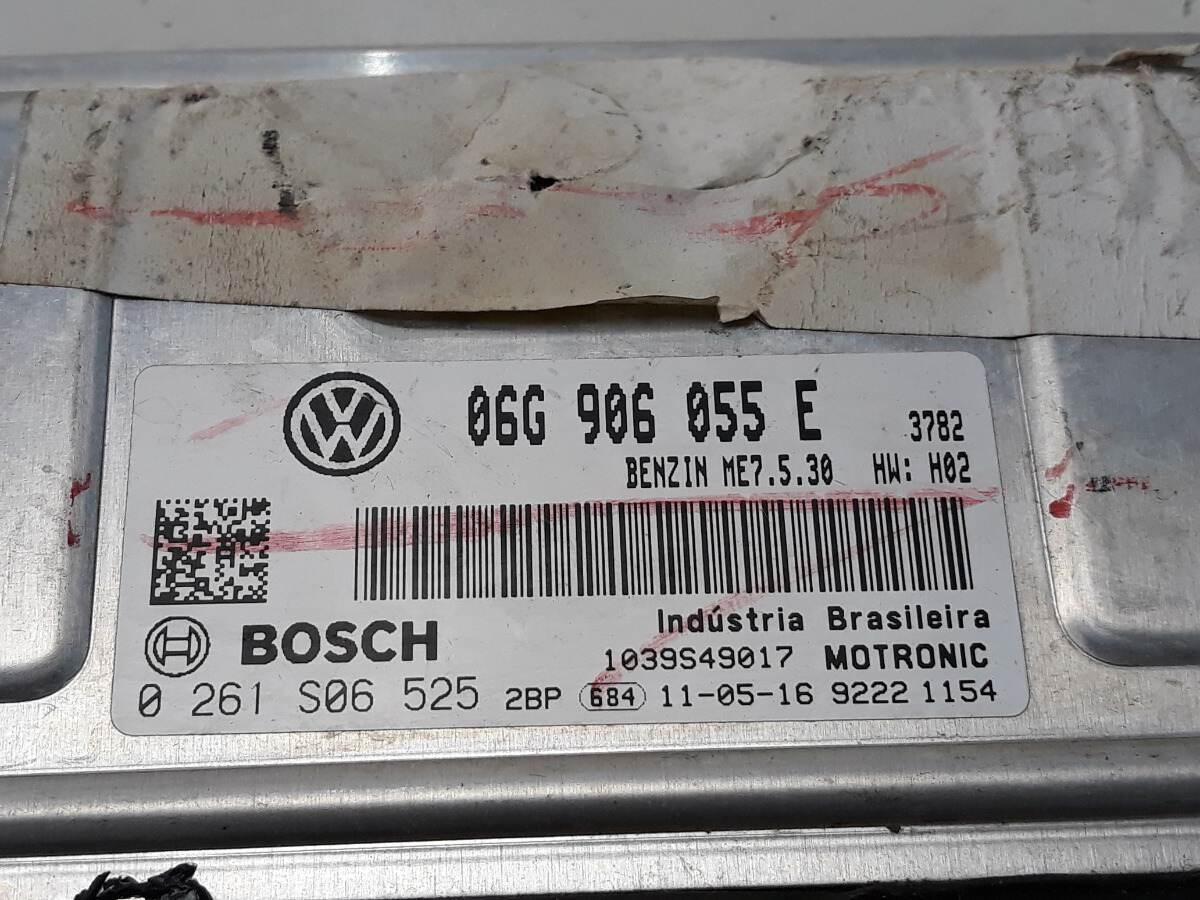 06G 906 055 E
3782
BENZIN ME7.5.30 HW: H02
Indústria Brasileira
BOSCH
1039S49017 MOTRONIC
0 261 S06 525 2BP 684 11-05-16 9222 1154